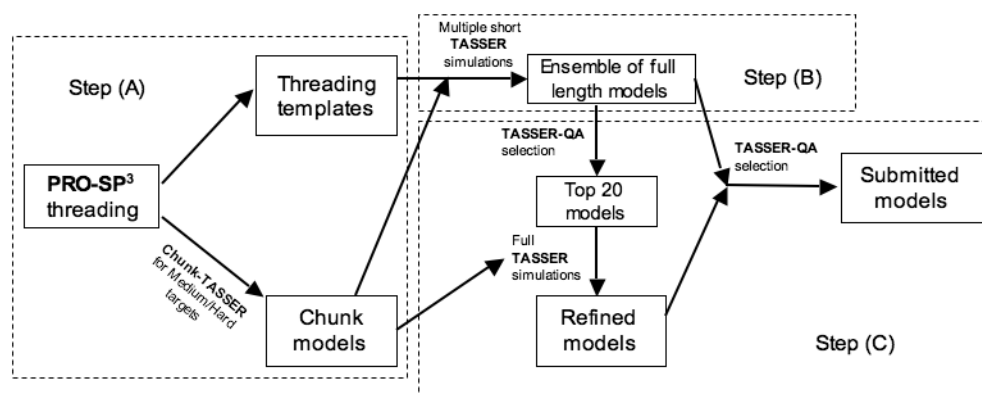 Step (A)
PRO-SP³
threading
Threading
templates
Chunk-TASSER
for Medium/Hard
targets
Chunk
models
Multiple short
TASSER
simulations
Ensemble of full
length models
Step (B)
TASSER-QA
selection
Top 20
models
Full
TASSER
simulations
Refined
models
TASSER-QA
selection
Submitted
models
Step (C)